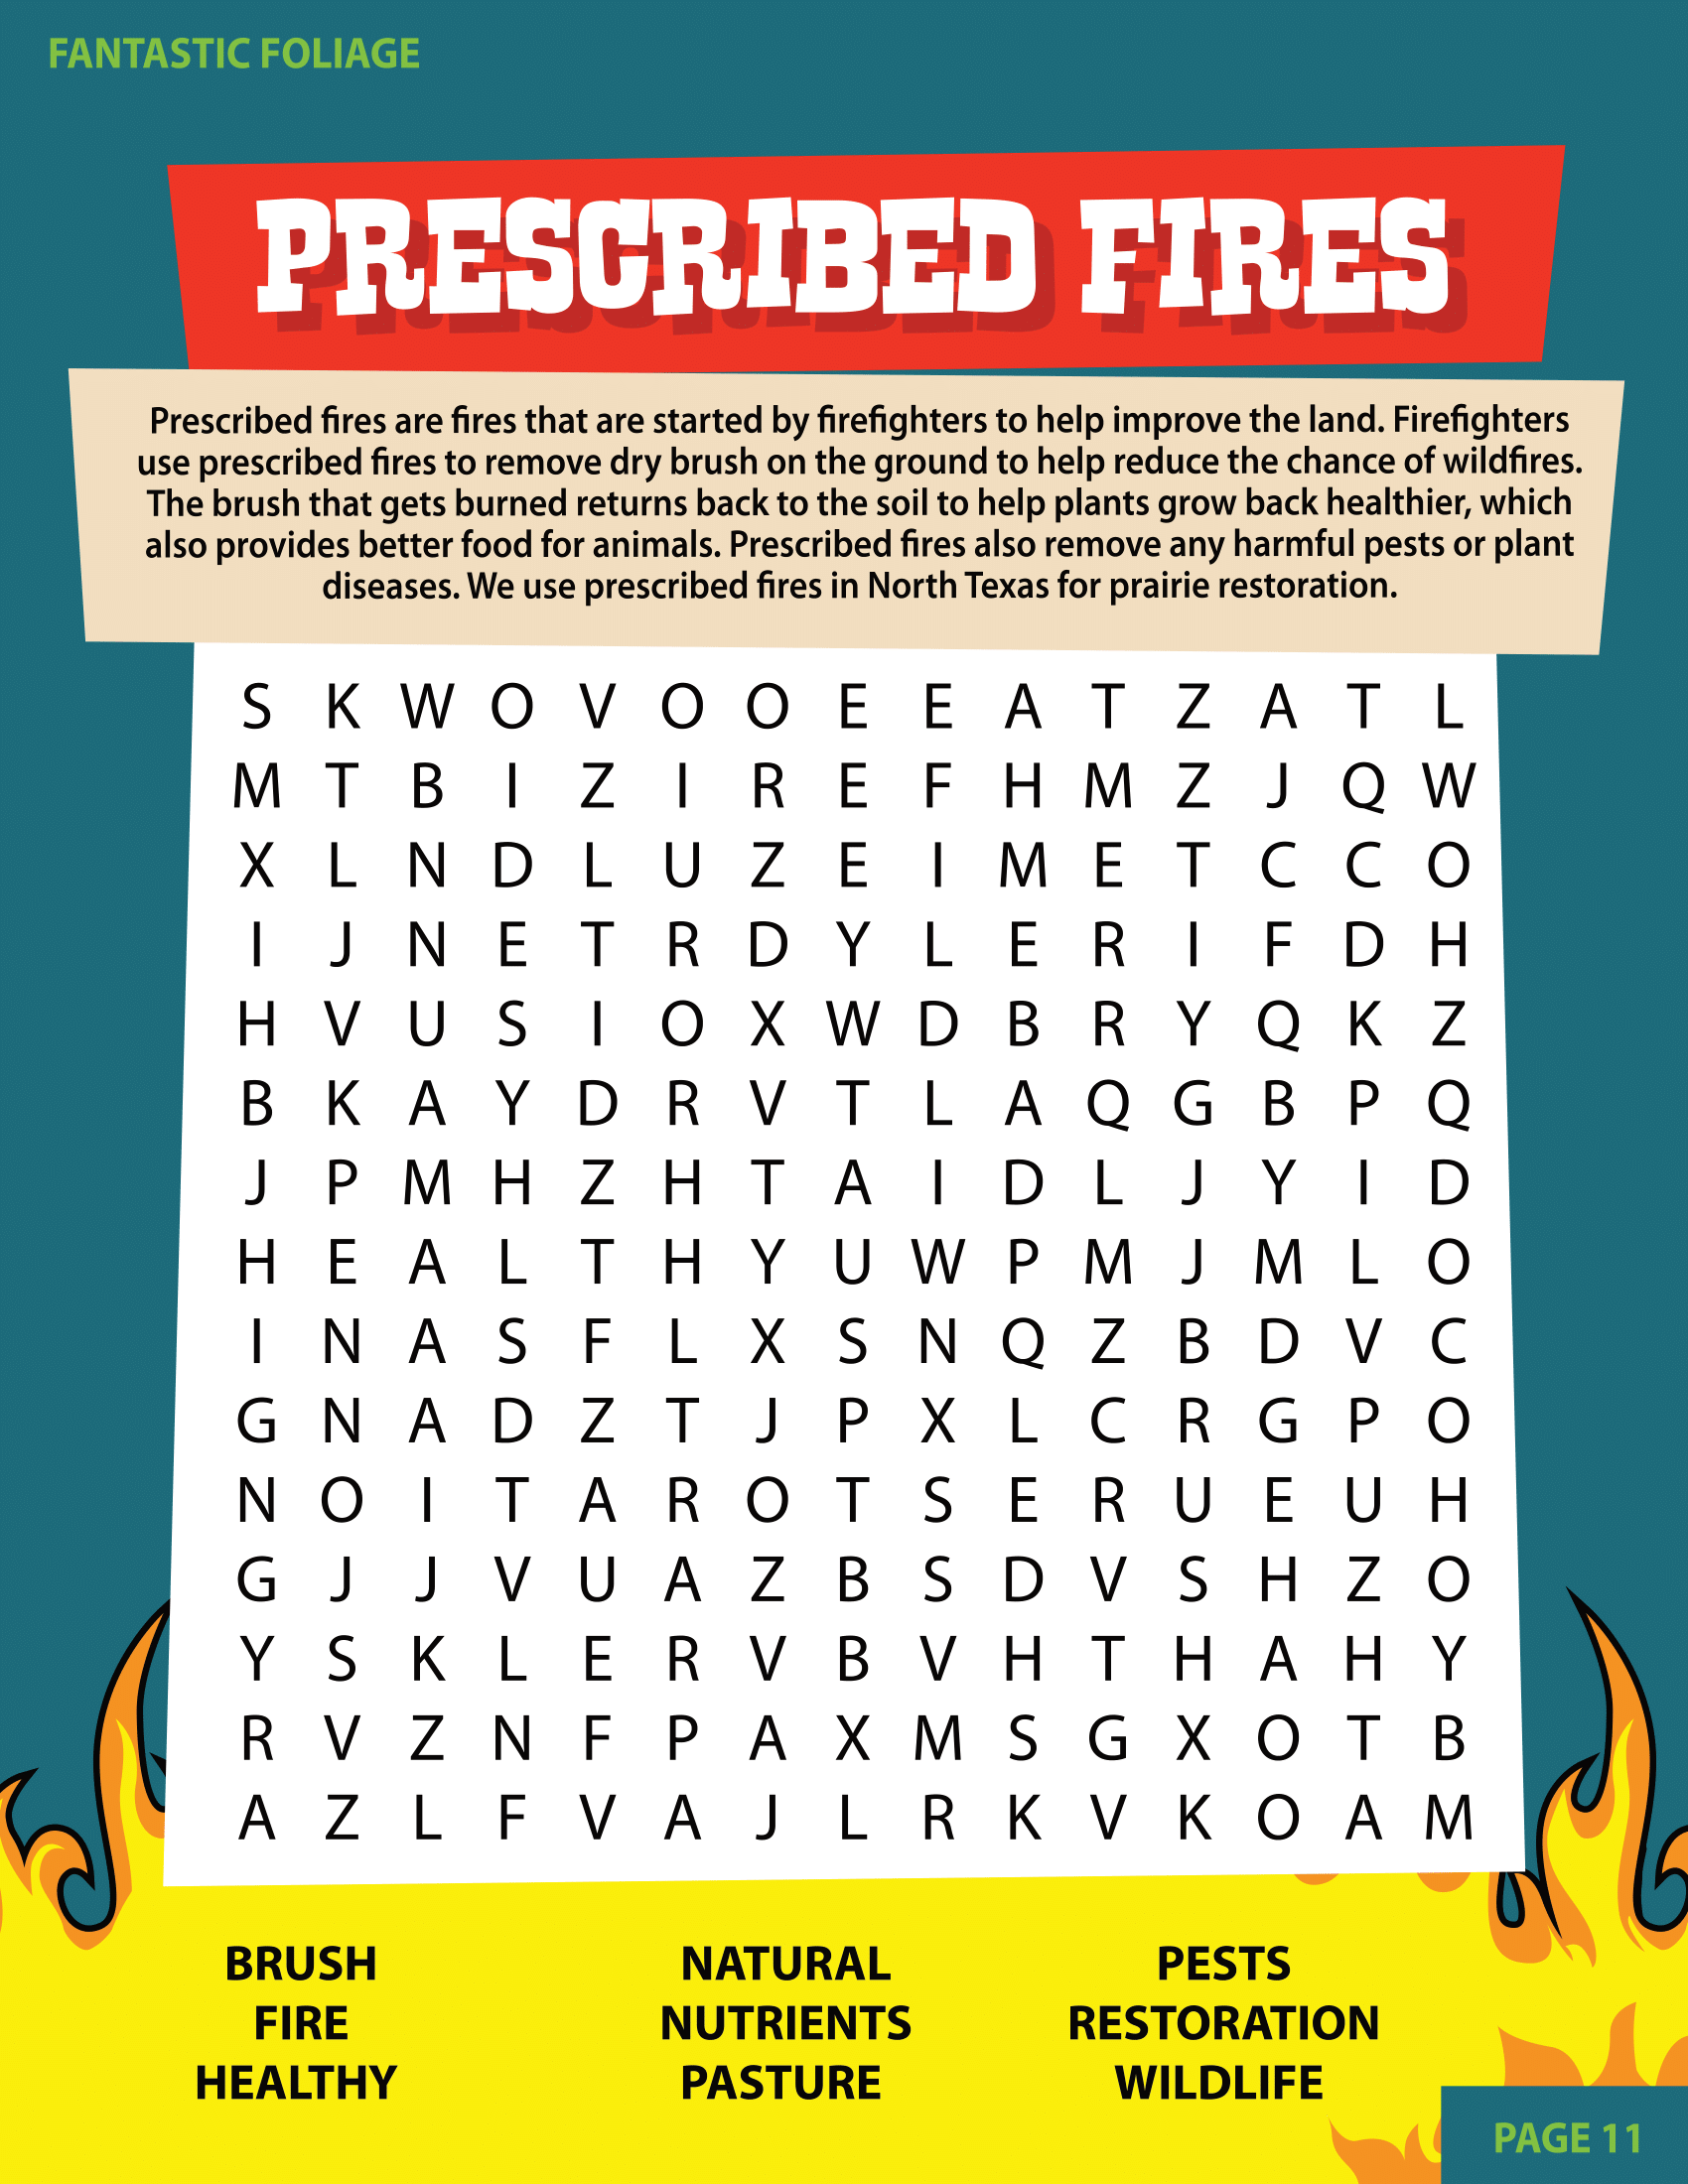 FANTASTIC FOLIAGE
PRESCRIBED FIRES
Prescribed fires are fires that are started by firefighters to help improve the land. Firefighters
use prescribed fires to remove dry brush on the ground to help reduce the chance of wildfires.
The brush that gets burned returns back to the soil to help plants grow back healthier, which
also provides better food for animals. Prescribed fires also remove any harmful pests or plant
diseases. We use prescribed fires in North Texas for prairie restoration.
S K W O V O O E E A T Z A T L
M T B I Z I R E F H M Z J Q W
X L N D L U Z E I M E T C C O
I J N E T R D Y L E R I F D H
H V U S I O X W D B R Y Q K Z
B K A Y D R V T L A Q G B P Q
J P M H Z H T A I D L J Y I D
H E A L T H Y U W P M J M L O
I N A S F L X S N Q Z B D V C
G N A D Z T J P X L C R G P O
N O I T A R O T S E R U E U H
G J J V U A Z B S D V S H Z O
Y S K L E R V B V H T H A H Y
R V Z N F P A X M S G X O T B
A Z L F V A J L R K V K O A M
BRUSH NATURAL PESTS
FIRE NUTRIENTS RESTORATION
HEALTHY PASTURE WILDLIFE
PAGE 11